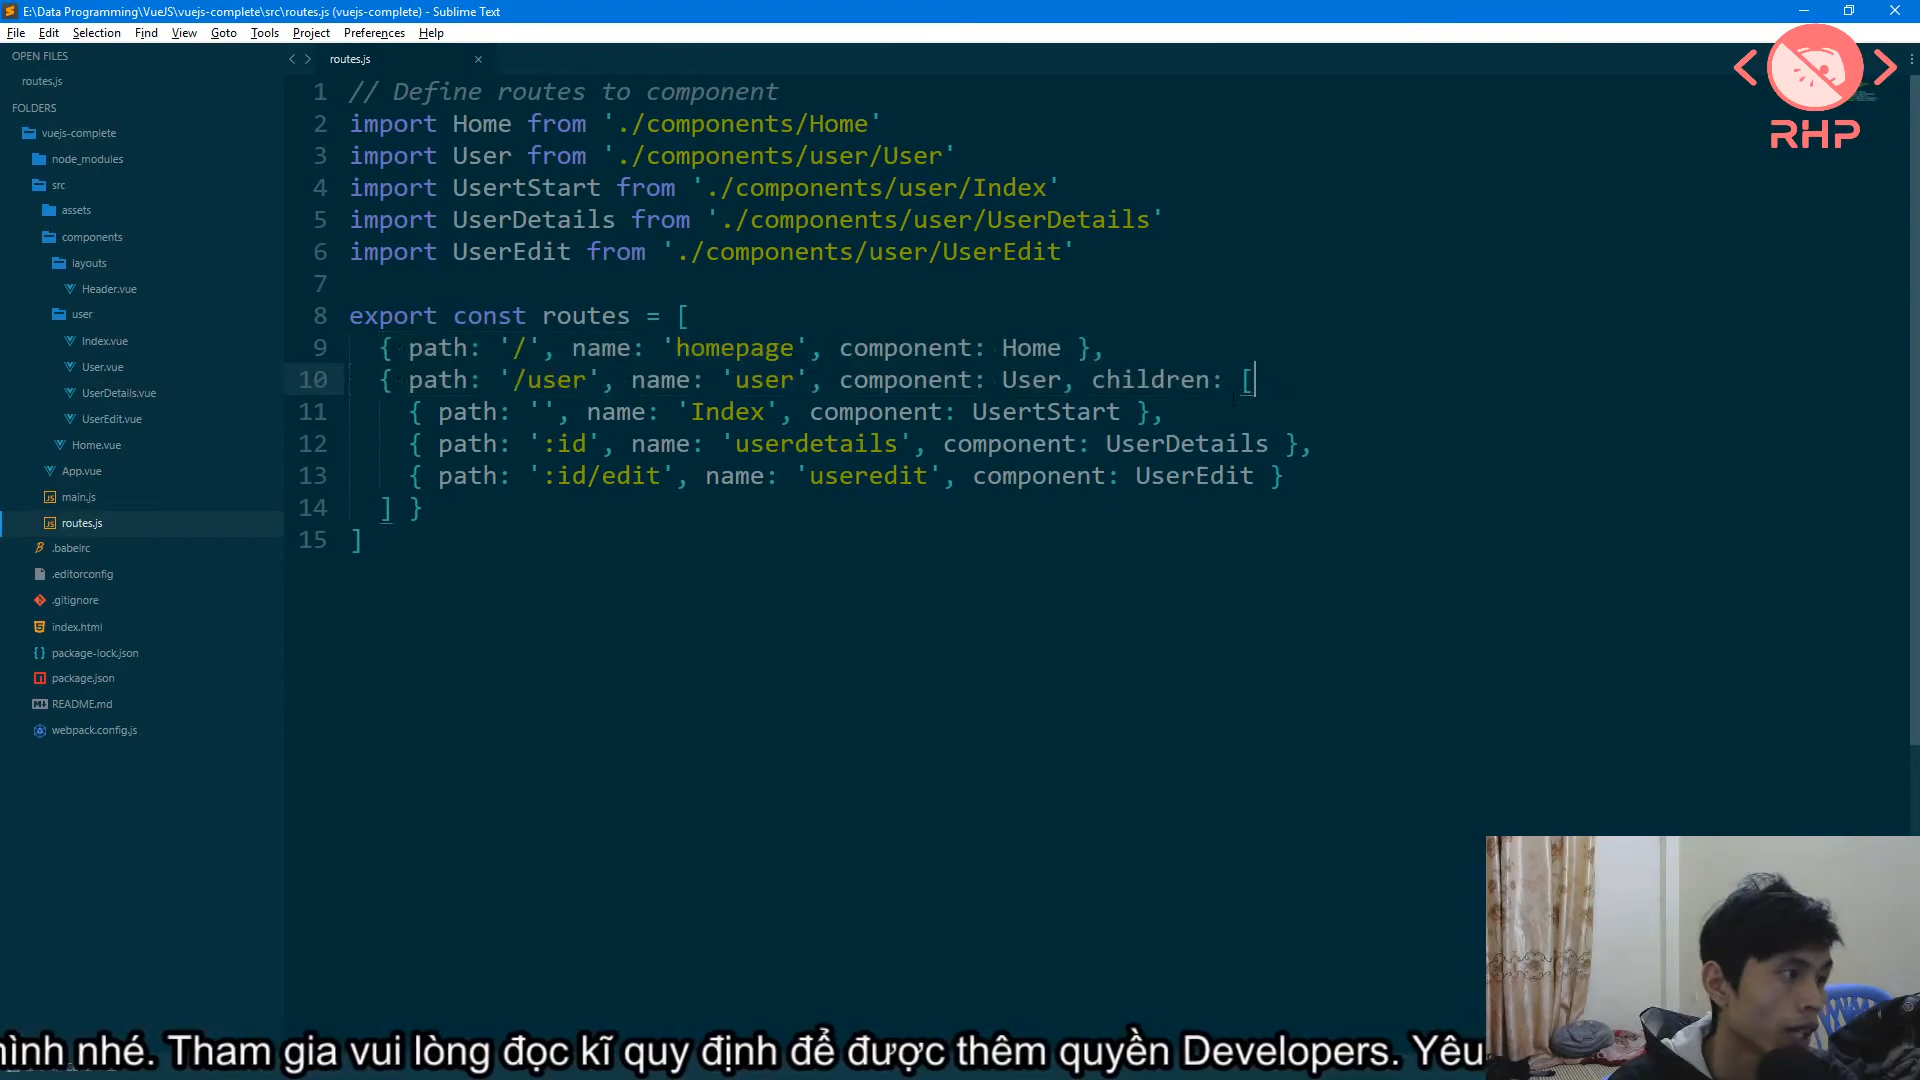 E:\Data Programming\VueJS\vuejs-complete\src\routes.js (vuejs-complete) - Sublime Text
File Edit Selection Find View Goto Tools Project Preferences Help
OPEN FILES
routes.js
FOLDERS
vuejs-complete
node_modules
src
assets
components
layouts
Header.vue
user
Index.vue
User.vue
UserDetails.vue
UserEdit.vue
Home.vue
App.vue
main.js
routes.js
.babelrc
.editorconfig
.gitignore
index.html
package-lock.json
package.json
README.md
webpack.config.js
routes.js
1 // Define routes to component
2 import Home from './components/Home'
3 import User from './components/user/User'
4 import UsertStart from './components/user/Index'
5 import UserDetails from './components/user/UserDetails'
6 import UserEdit from './components/user/UserEdit'
7
8 export const routes = [
9 { path: '/', name: 'homepage', component: Home },
10 { path: '/user', name: 'user', component: User, children: [
11 { path: '', name: 'Index', component: UsertStart },
12 { path: ':id', name: 'userdetails', component: UserDetails },
13 { path: ':id/edit', name: 'useredit', component: UserEdit }
14 ] }
15 ]
RHP
hình nhé. Tham gia vui lòng đọc kĩ quy định để được thêm quyền Developers. Yêu